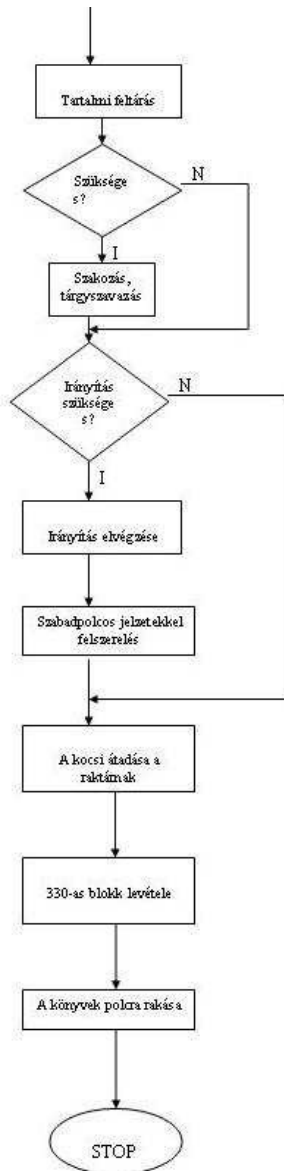 Tartalmi feltárás
Szüksége
s?
N
I
Szakozás,
tárgyszavazás
Irányítás
szüksége
s?
N
I
Irányítás elvégzése
Szabadpolcos jelzetekkel
felszerelés
A kocsi átadása a
raktárnak
330-as blokk levétele
A könyvek polcra rakása
STOP